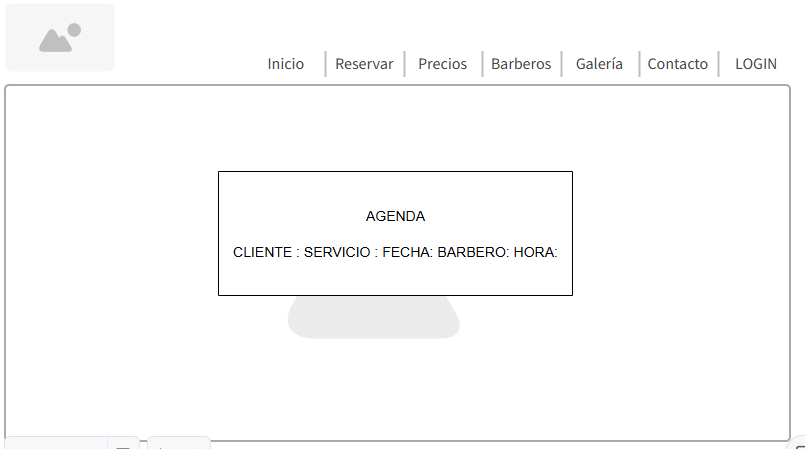 Inicio Reservar Precios Barberos Galería Contacto LOGIN
AGENDA
CLIENTE : SERVICIO : FECHA: BARBERO: HORA: